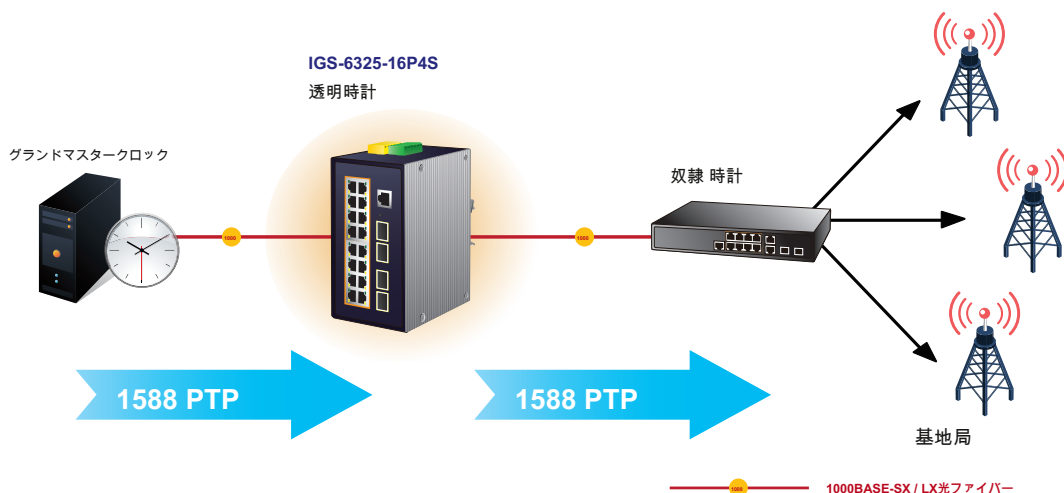 IGS-6325-16P4S
透明時計
グランドマスタークロック
奴隷 時計
1000
1000
1588 PTP
1588 PTP
基地局
1000
1000BASE-SX / LX光ファイバー